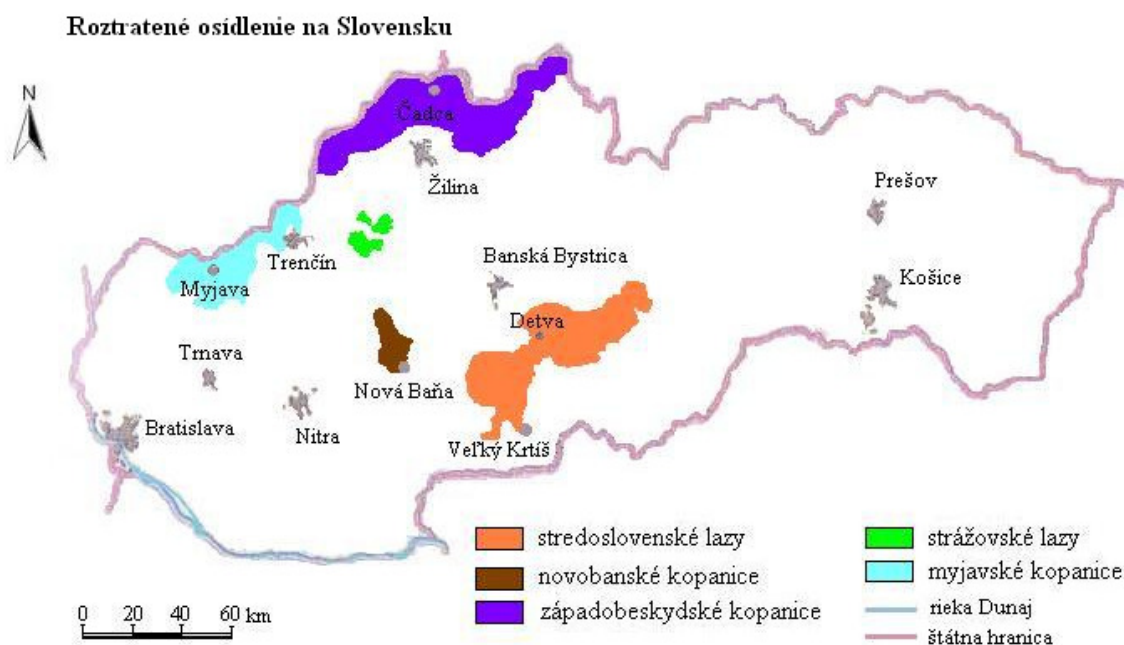 Roztratené osídlenie na Slovensku
N
Čadca
Žilina
Prešov
Trenčín
Banská Bystrica
Myjava
Košice
Detva
Trnava
Nová Baňa
Bratislava
Nitra
Veľký Krtíš
stredoslovenské lazy
novobanské kopanice
západobeskydské kopanice
strážovské lazy
myjavské kopanice
rieka Dunaj
štátna hranica
0 20 40 60 km